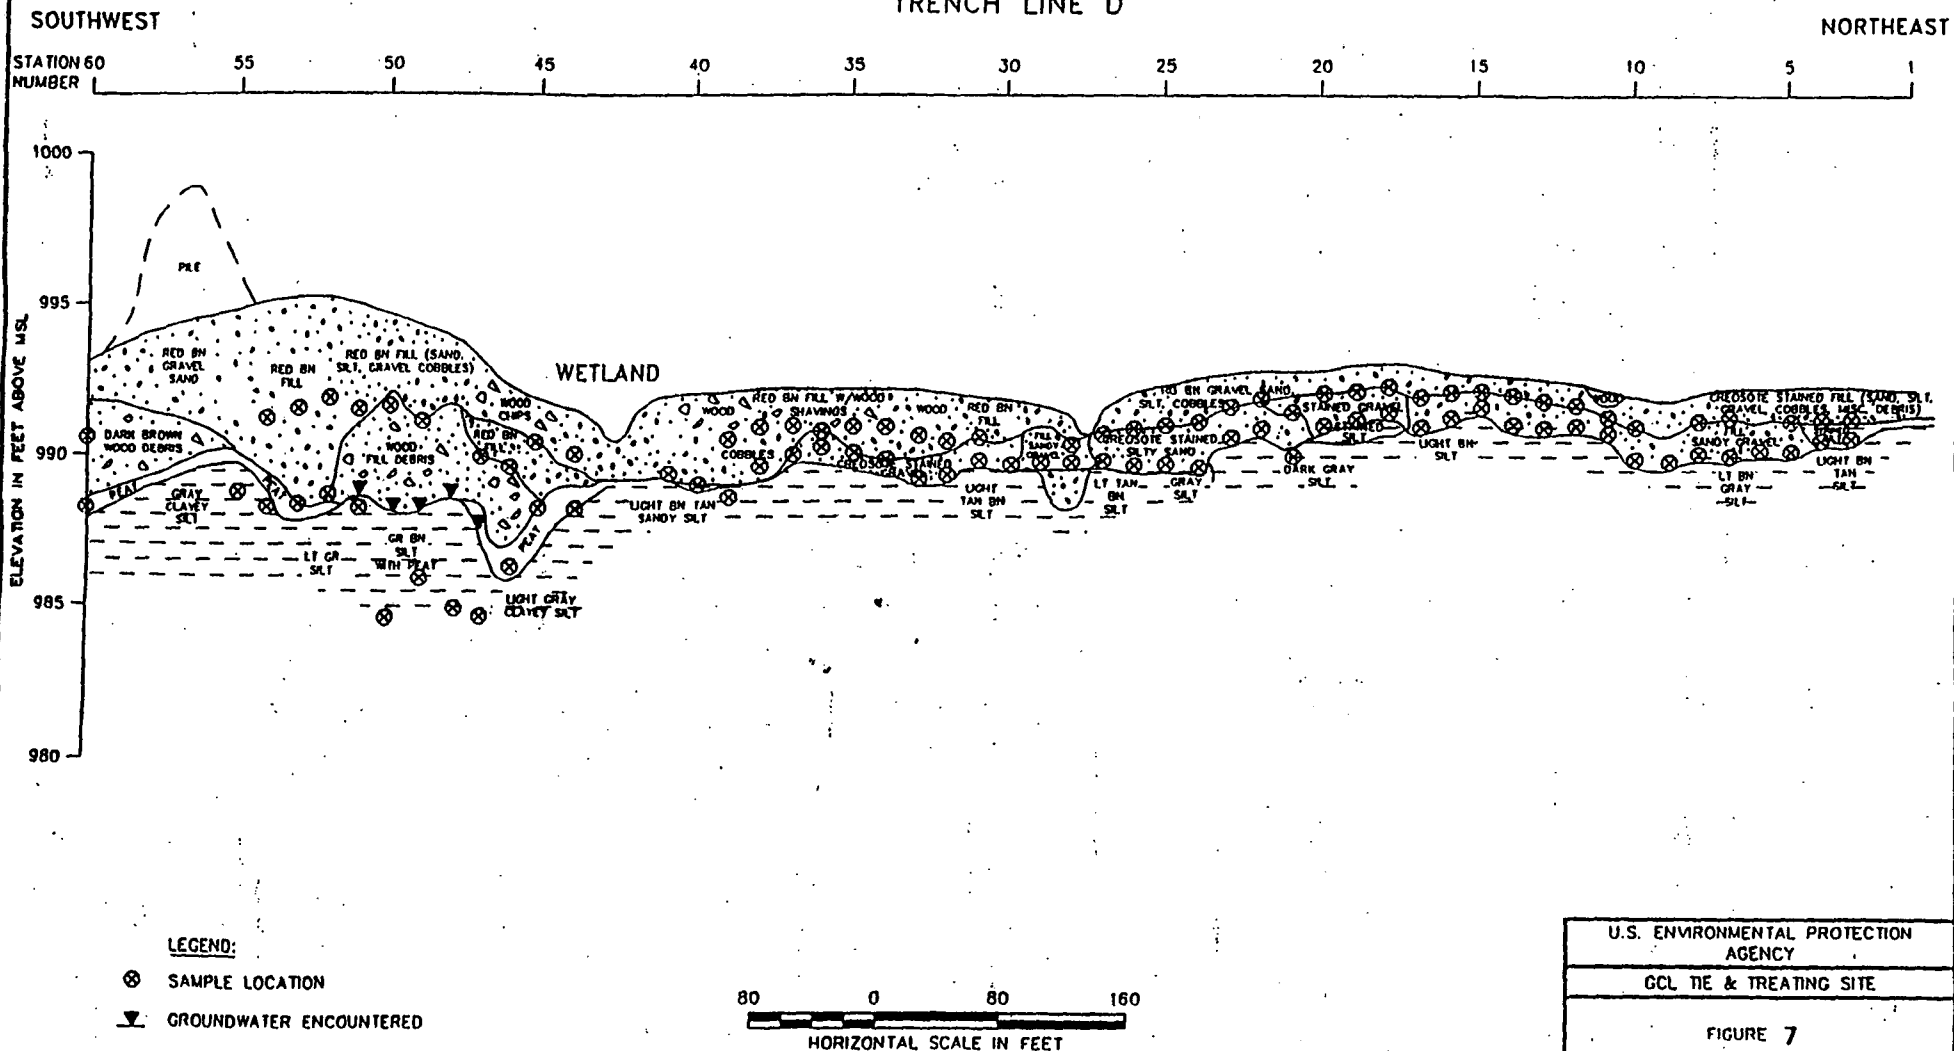 TRENCH LINE D
SOUTHWEST
NORTHEAST
STATION NUMBER
60 55 50 45 40 35 30 25 20 15 10 5 1
ELEVATION IN FEET ABOVE MSL
1000
995
990
985
980
PILE
RED BN
GRAVEL
SAND
RED BN
FILL
RED BN FILL (SAND,
SILT, GRAVEL COBBLES)
WETLAND
WOOD
CHIPS
DARK BROWN
WOOD DEBRIS
PEAT
GRAY
CLAYEY
SILT
PEAT
WOOD
FILL DEBRIS
RED BN
FILL
LT GR
SILT
GR BN
SILT
WITH PEAT
PEAT
LIGHT GRAY
CLAYEY SILT
WOOD
RED BN FILL W/WOOD
SHAVINGS
WOOD
RED BN
FILL
COBBLES
CREOSOTE STAINED
LIGHT BN TAN
SANDY SILT
LIGHT
TAN BN
SILT
FILL
SANDY
GRAVEL
BN GRAVEL SAND,
SILT, COBBLES
CREOSOTE STAINED
SILTY SAND
LT TAN
BN
SILT
GRAY
SILT
STAINED GRAVEL
STAINED
SILT
DARK GRAY
SILT
LIGHT BN
SILT
CREOSOTE STAINED FILL (SAND, SILT,
GRAVEL, COBBLES, MISC. DEBRIS)
FILL
SANDY GRAVEL
LT BN
GRAY
SILT
LIGHT BN
TAN
SILT
LEGEND:
SAMPLE LOCATION
GROUNDWATER ENCOUNTERED
80 0 80 160
HORIZONTAL SCALE IN FEET
U.S. ENVIRONMENTAL PROTECTION
AGENCY
GCL TIE & TREATING SITE
FIGURE 7